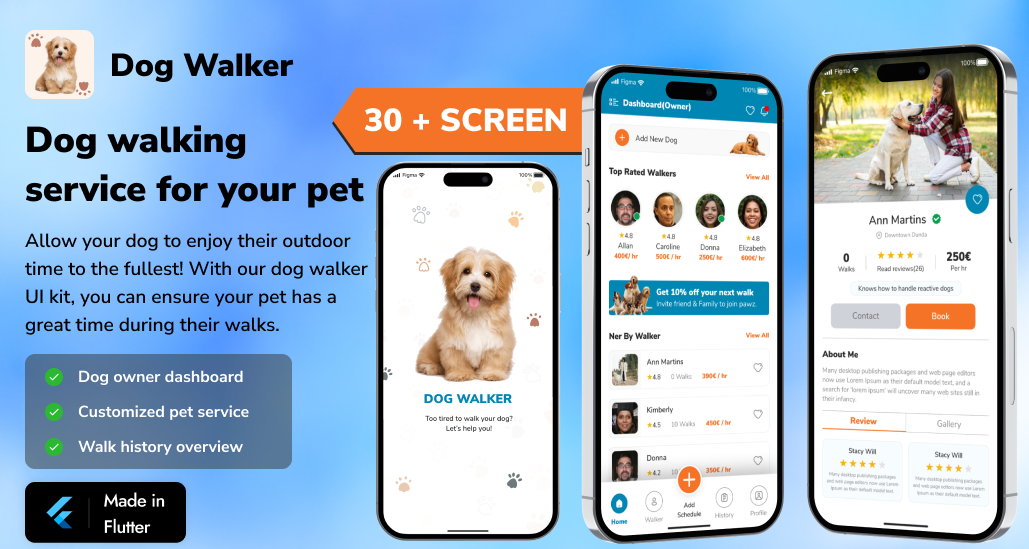 Dog Walker
Dog walking
service for your pet
Allow your dog to enjoy their outdoor
time to the fullest! With our dog walker
UI kit, you can ensure your pet has a
great time during their walks.
Dog owner dashboard
Customized pet service
Walk history overview
Made in
Flutter
30 + SCREEN
Figma
100%
DOG WALKER
Too tired to walk your dog?
Let's help you!
Figma
100%
Dashboard(Owner)
Add New Dog
Top Rated Walkers
View All
4.8
4.8
4.8
4.8
Allan
Caroline
Donna
Elizabeth
400€/ hr
500€ / hr
250€/ hr
600€/ hr
Get 10% off your next walk
Invite friend & Family to join pawz.
Ner By Walker
View All
Ann Martins
4.8
0 Walks
390€ / hr
Kimberly
4.5
10 Walks
450€ / hr
Donna
4.2
10
350€ / hr
Home
Walker
Add
Schedule
History
Profile
Figma
100%
Ann Martins
Downtown Danda
0
Walks
Read reviews(26)
250€
Per hr
Knows how to handle reactive dogs
Contact
Book
About Me
Many desktop publishing packages and web page editors
now use Lorem Ipsum as their default model text, and a
search for 'lorem ipsum' will uncover many web sites still in
their infancy.
Review
Gallery
Stacy Will
Many desktop publishing packages
and web page editors now use Lorem
Ipsum as their default model text.
Stacy Will
Many desktop publishing packages
and web page editors now use Lorem
Ipsum as their default model text.